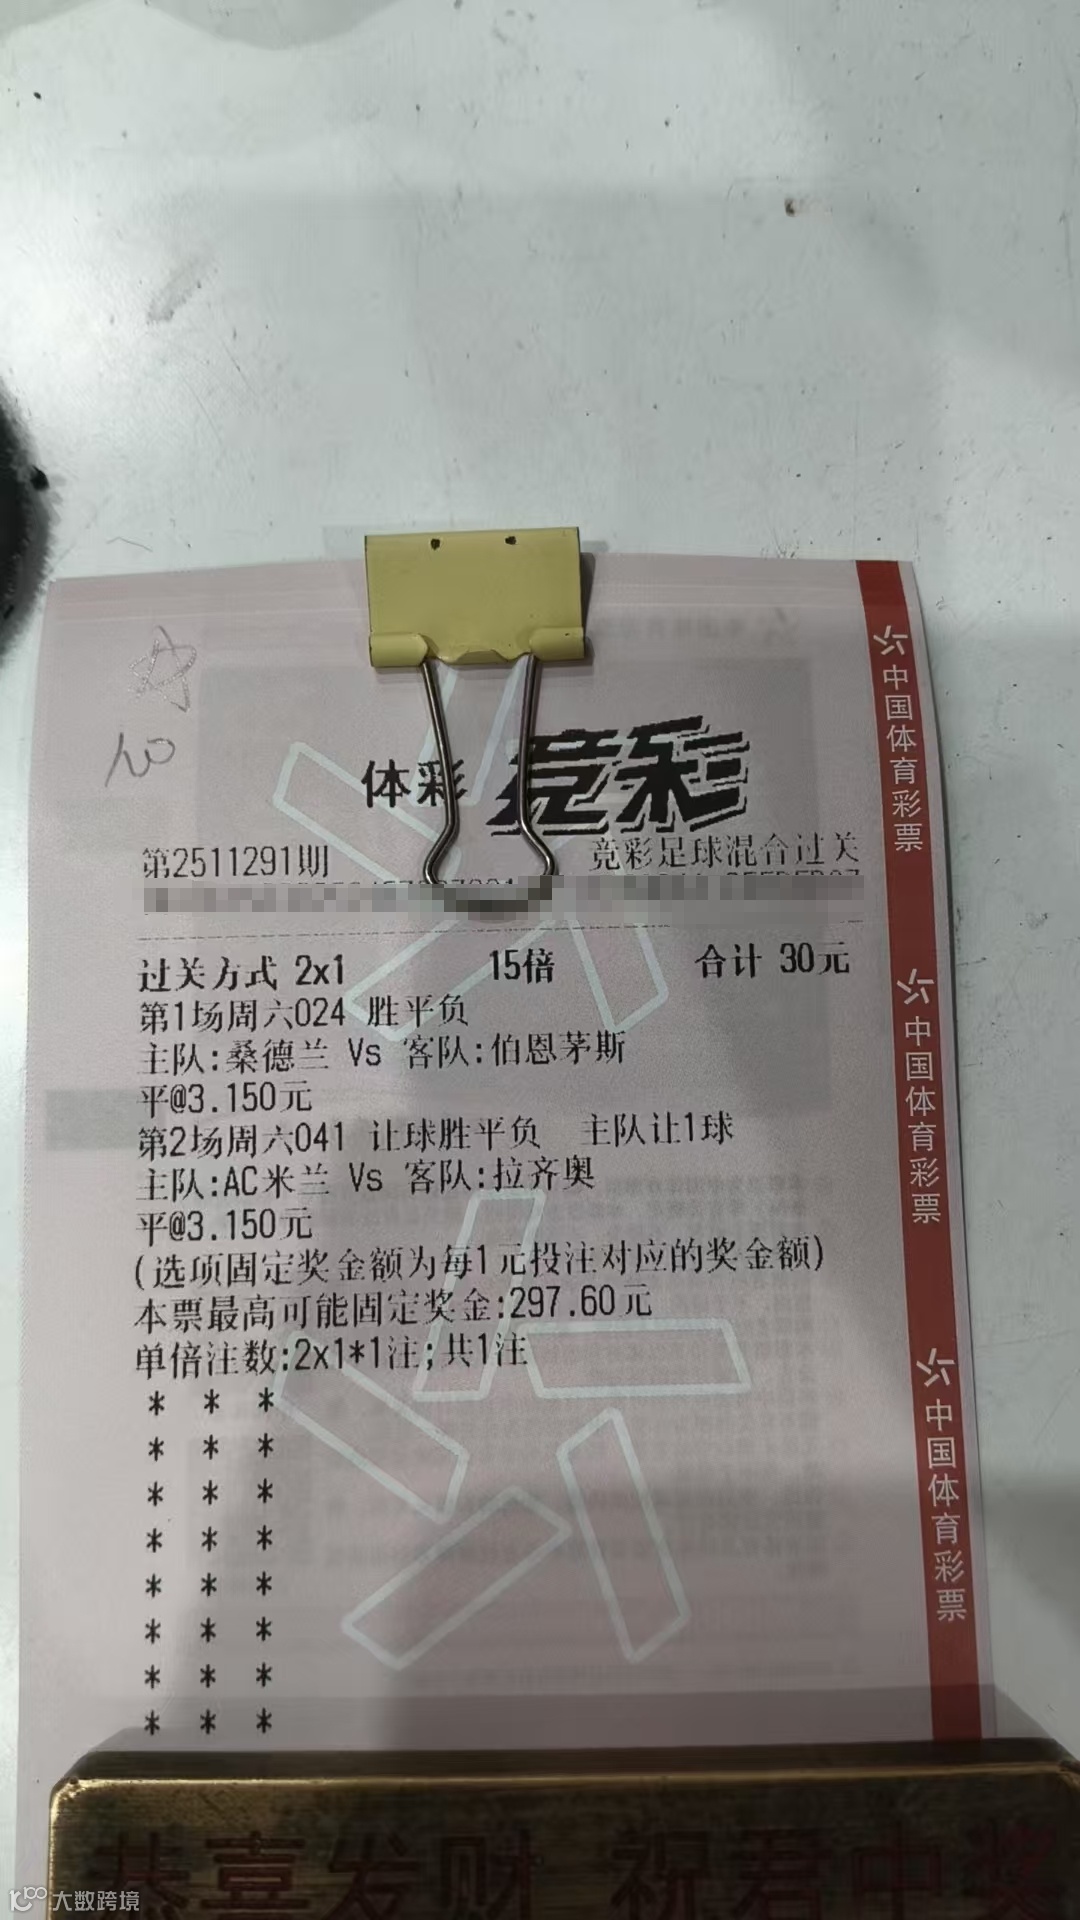 体彩 竞彩
第2511291期 竞彩足球混合过关
过关方式 2x1 15倍 合计 30元
第1场周六024 胜平负
主队:桑德兰 Vs 客队:伯恩茅斯
平@3.150元
第2场周六041 让球胜平负 主队让1球
主队:AC米兰 Vs 客队:拉齐奥
平@3.150元
(选项固定奖金额为每1元投注对应的奖金额)
本票最高可能固定奖金:297.60元
单倍注数:2x1*1注;共1注
* * *
* * *
* * *
* * *
* * *
* * *
* * *
* * *
中国体育彩票
中国体育彩票
中国体育彩票
恭喜发财 祝君中奖
大数跨境